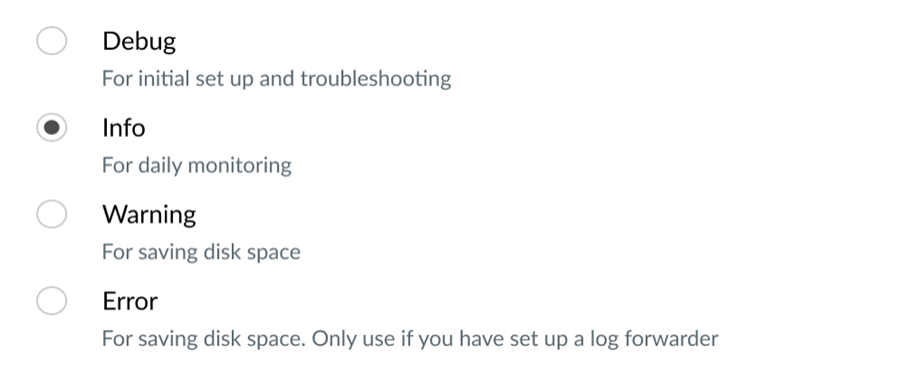 Debug
For initial set up and troubleshooting
Info
For daily monitoring
Warning
For saving disk space
Error
For saving disk space. Only use if you have set up a log forwarder